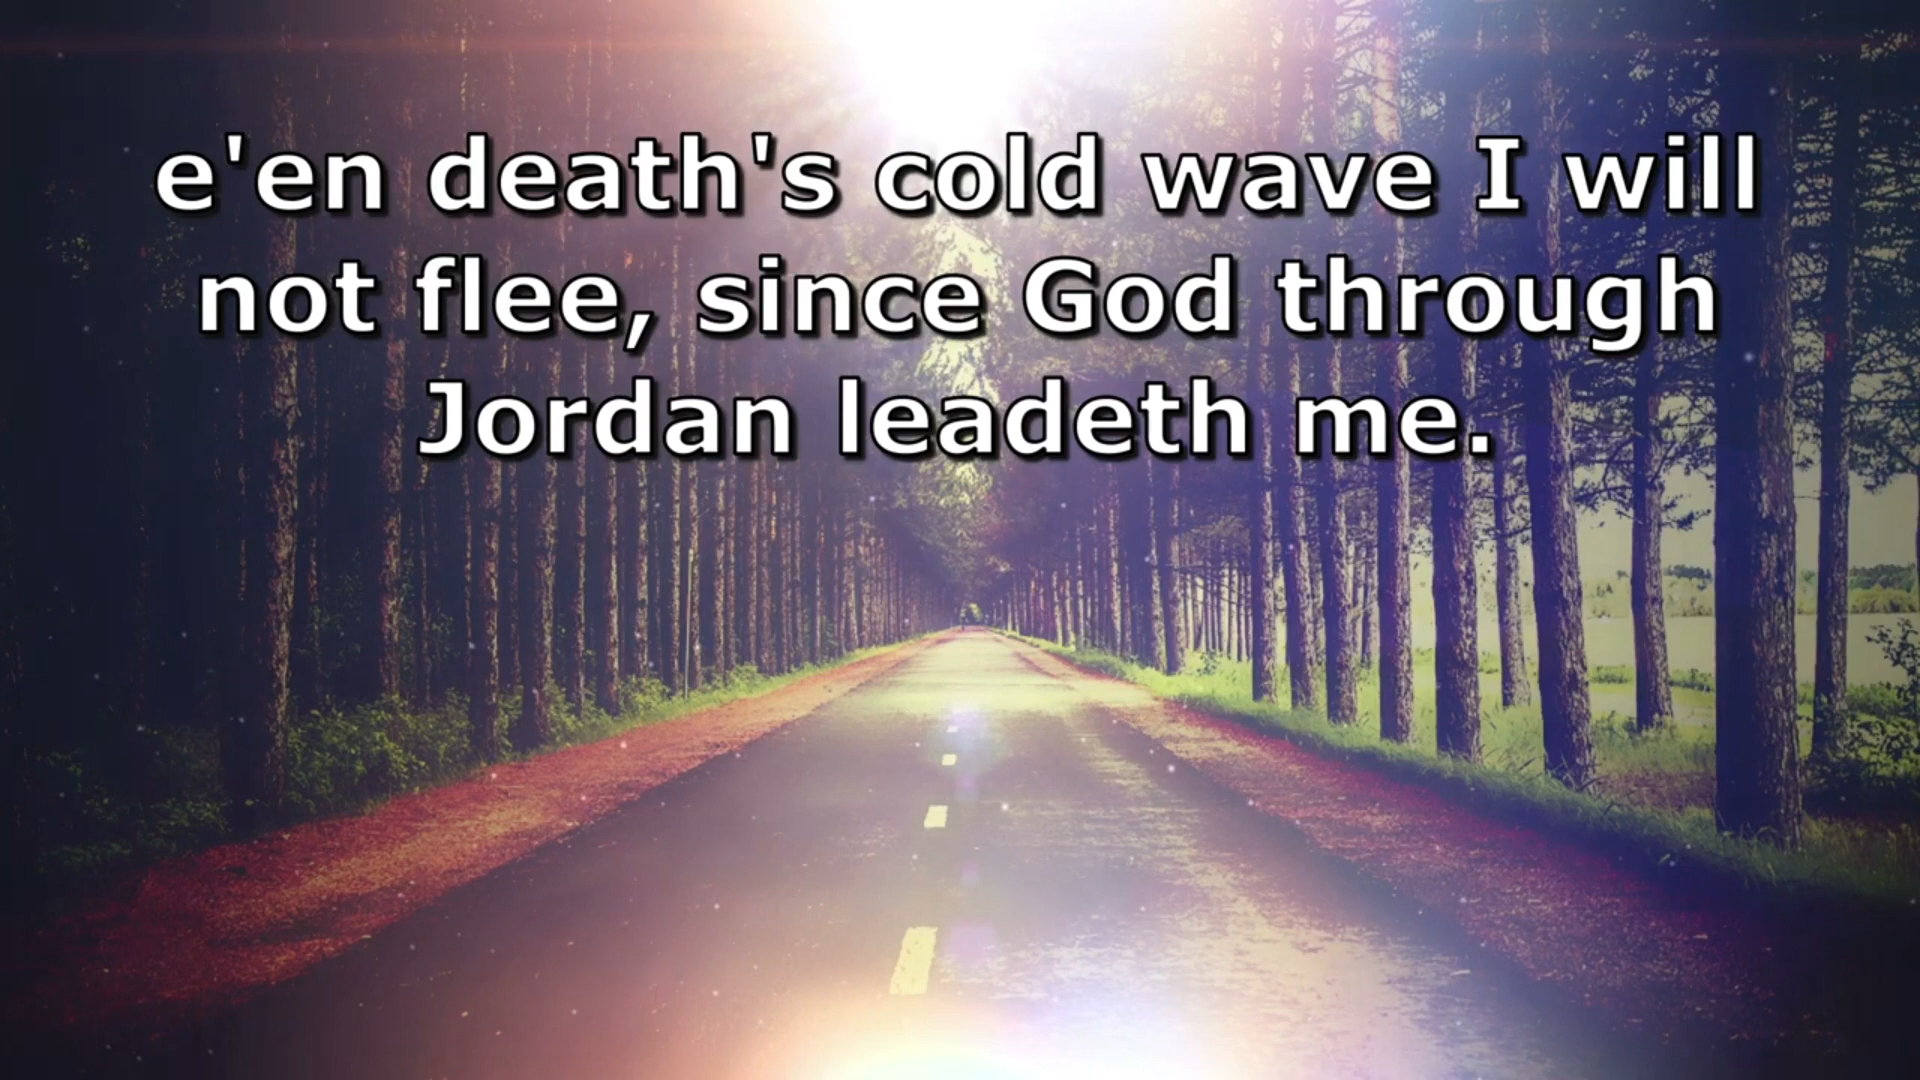 e'en death's cold wave I will
not flee, since God through
Jordan leadeth me.